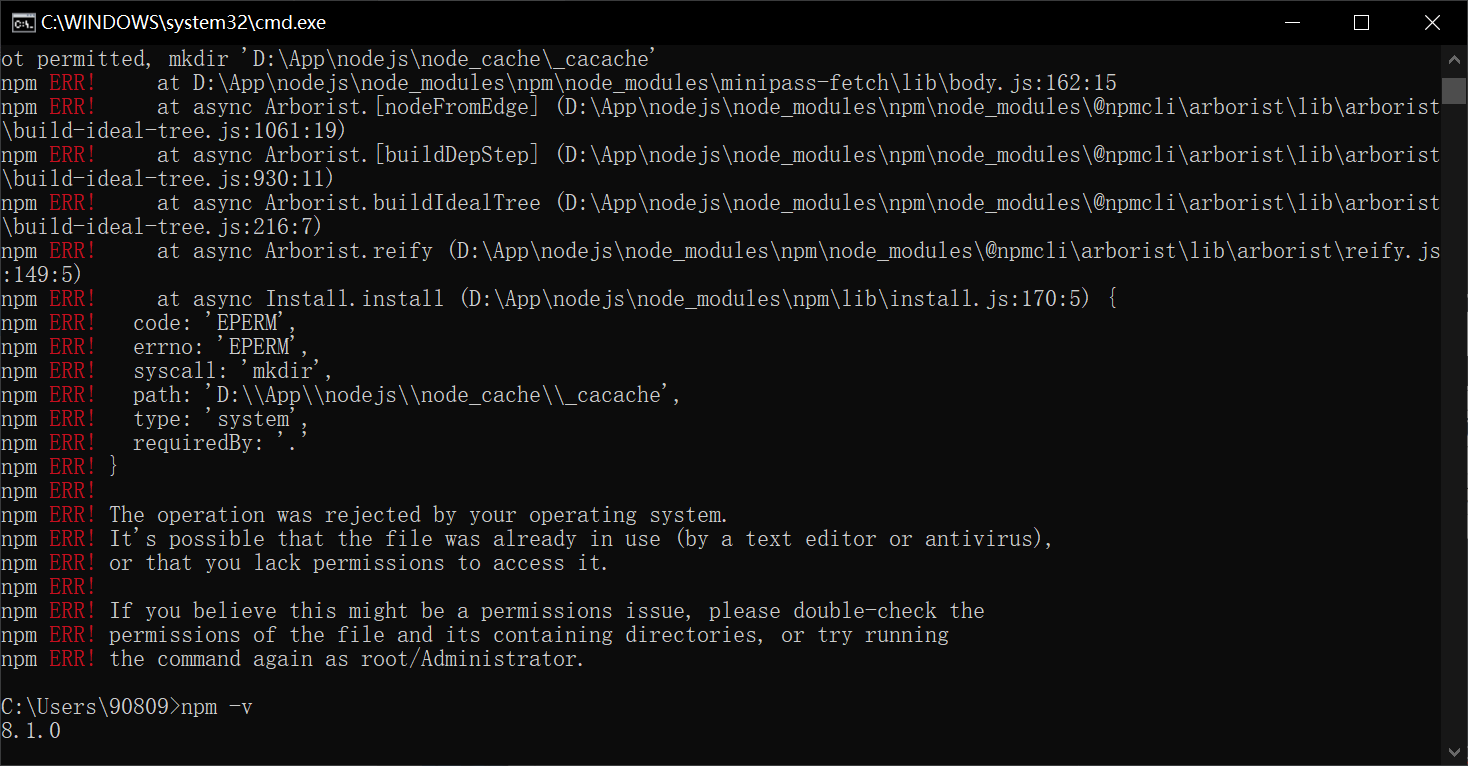 C:\WINDOWS\system32\cmd.exe
ot permitted, mkdir 'D:\App\nodejs\node_cache\_cacache'
npm ERR!     at D:\App\nodejs\node_modules\npm\node_modules\minipass-fetch\lib\body.js:162:15
npm ERR!     at async Arborist.[nodeFromEdge] (D:\App\nodejs\node_modules\npm\node_modules\@npmcli\arborist\lib\arborist
\build-ideal-tree.js:1061:19)
npm ERR!     at async Arborist.[buildDepStep] (D:\App\nodejs\node_modules\npm\node_modules\@npmcli\arborist\lib\arborist
\build-ideal-tree.js:930:11)
npm ERR!     at async Arborist.buildIdealTree (D:\App\nodejs\node_modules\npm\node_modules\@npmcli\arborist\lib\arborist
\build-ideal-tree.js:216:7)
npm ERR!     at async Arborist.reify (D:\App\nodejs\node_modules\npm\node_modules\@npmcli\arborist\lib\arborist\reify.js
:149:5)
npm ERR!     at async Install.install (D:\App\nodejs\node_modules\npm\lib\install.js:170:5) {
npm ERR!   code: 'EPERM',
npm ERR!   errno: 'EPERM',
npm ERR!   syscall: 'mkdir',
npm ERR!   path: 'D:\\App\\nodejs\\node_cache\\_cacache',
npm ERR!   type: 'system',
npm ERR!   requiredBy: '.'
npm ERR! }
npm ERR!
npm ERR! The operation was rejected by your operating system.
npm ERR! It's possible that the file was already in use (by a text editor or antivirus),
npm ERR! or that you lack permissions to access it.
npm ERR!
npm ERR! If you believe this might be a permissions issue, please double-check the
npm ERR! permissions of the file and its containing directories, or try running
npm ERR! the command again as root/Administrator.
C:\Users\90809>npm -v
8.1.0